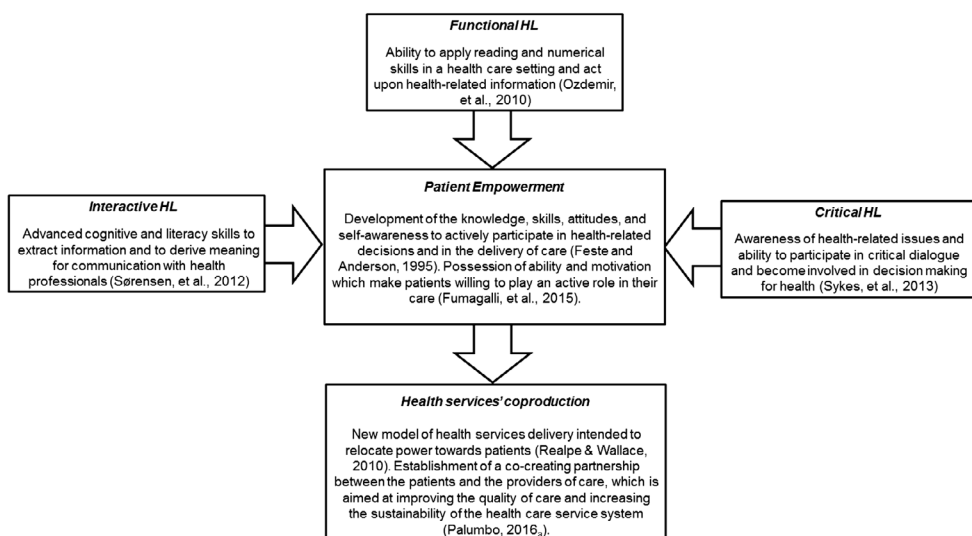 Functional HL
Ability to apply reading and numerical
skills in a health care setting and act
upon health-related information (Ozdemir,
et al., 2010)
Interactive HL
Advanced cognitive and literacy skills to
extract information and to derive meaning
for communication with health
professionals (Sørensen, et al., 2012)
Patient Empowerment
Development of the knowledge, skills, attitudes, and
self-awareness to actively participate in health-related
decisions and in the delivery of care (Feste and
Anderson, 1995). Possession of ability and motivation
which make patients willing to play an active role in their
care (Fumagalli, et al., 2015).
Critical HL
Awareness of health-related issues and
ability to participate in critical dialogue
and become involved in decision making
for health (Sykes, et al., 2013)
Health services' coproduction
New model of health services delivery intended to
relocate power towards patients (Realpe & Wallace,
2010). Establishment of a co-creating partnership
between the patients and the providers of care, which is
aimed at improving the quality of care and increasing
the sustainability of the health care service system
(Palumbo, 2016a).